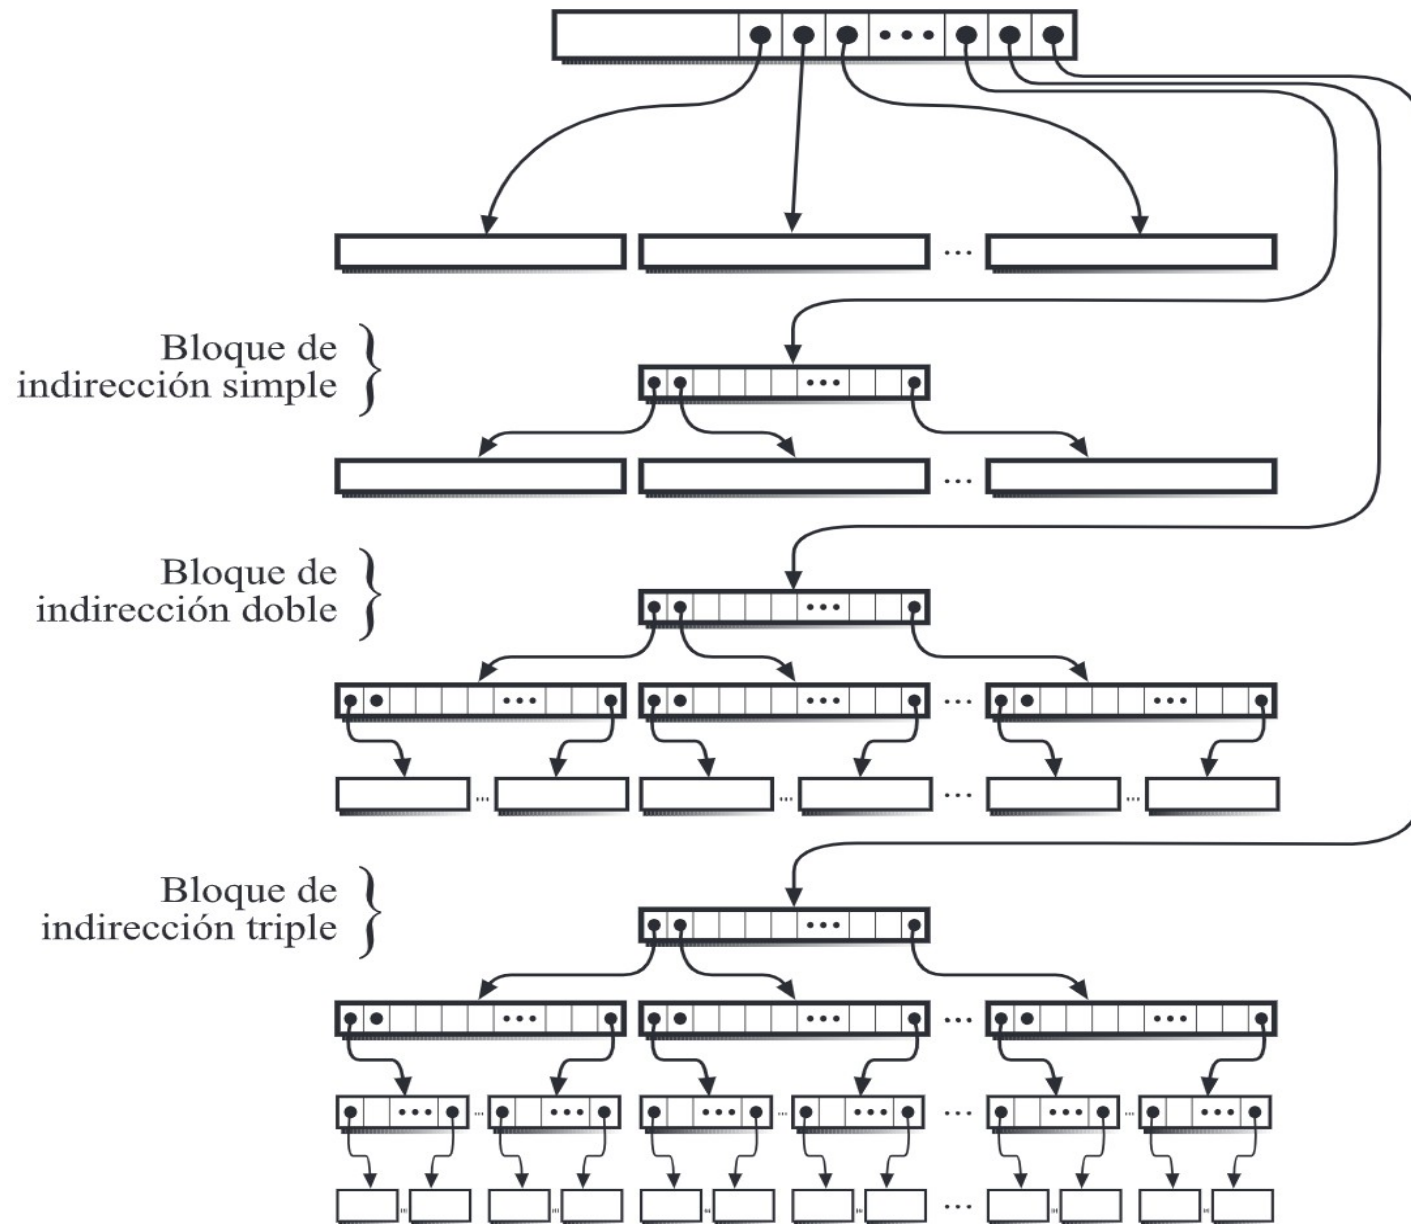 Bloque de
indirección simple
Bloque de
indirección doble
Bloque de
indirección triple